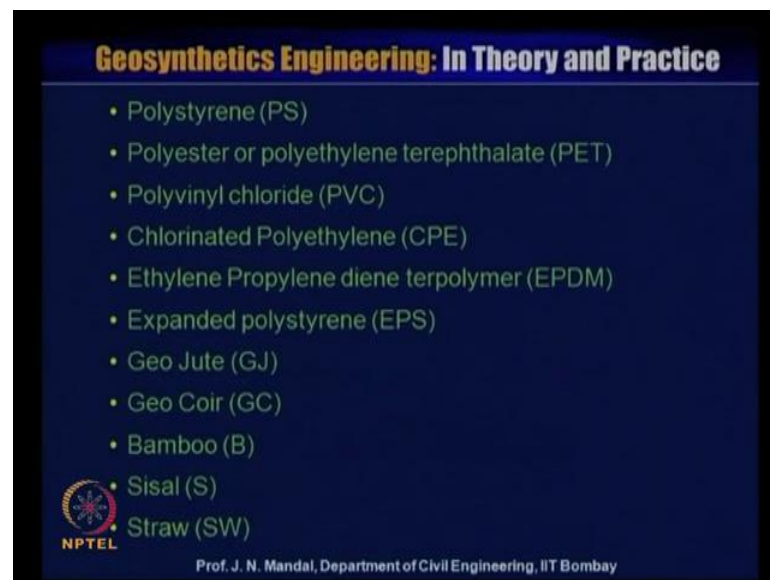 Geosynthetics Engineering: In Theory and Practice
• Polystyrene (PS)
• Polyester or polyethylene terephthalate (PET)
• Polyvinyl chloride (PVC)
• Chlorinated Polyethylene (CPE)
• Ethylene Propylene diene terpolymer (EPDM)
• Expanded polystyrene (EPS)
• Geo Jute (GJ)
• Geo Coir (GC)
• Bamboo (B)
• Sisal (S)
• Straw (SW)
NPTEL
Prof. J. N. Mandal, Department of Civil Engineering, IIT Bombay